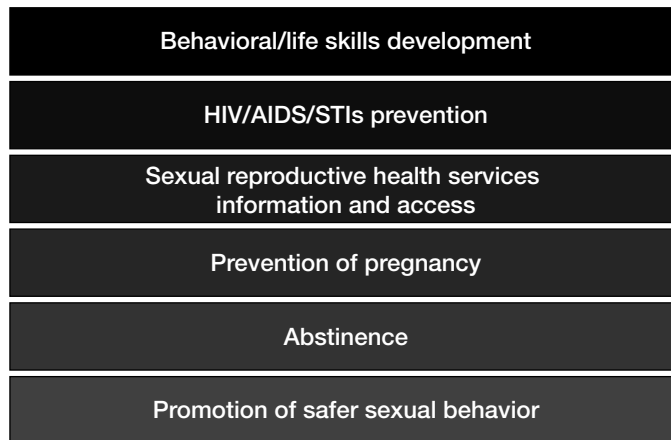 Behavioral/life skills development
HIV/AIDS/STIs prevention
Sexual reproductive health services
information and access
Prevention of pregnancy
Abstinence
Promotion of safer sexual behavior